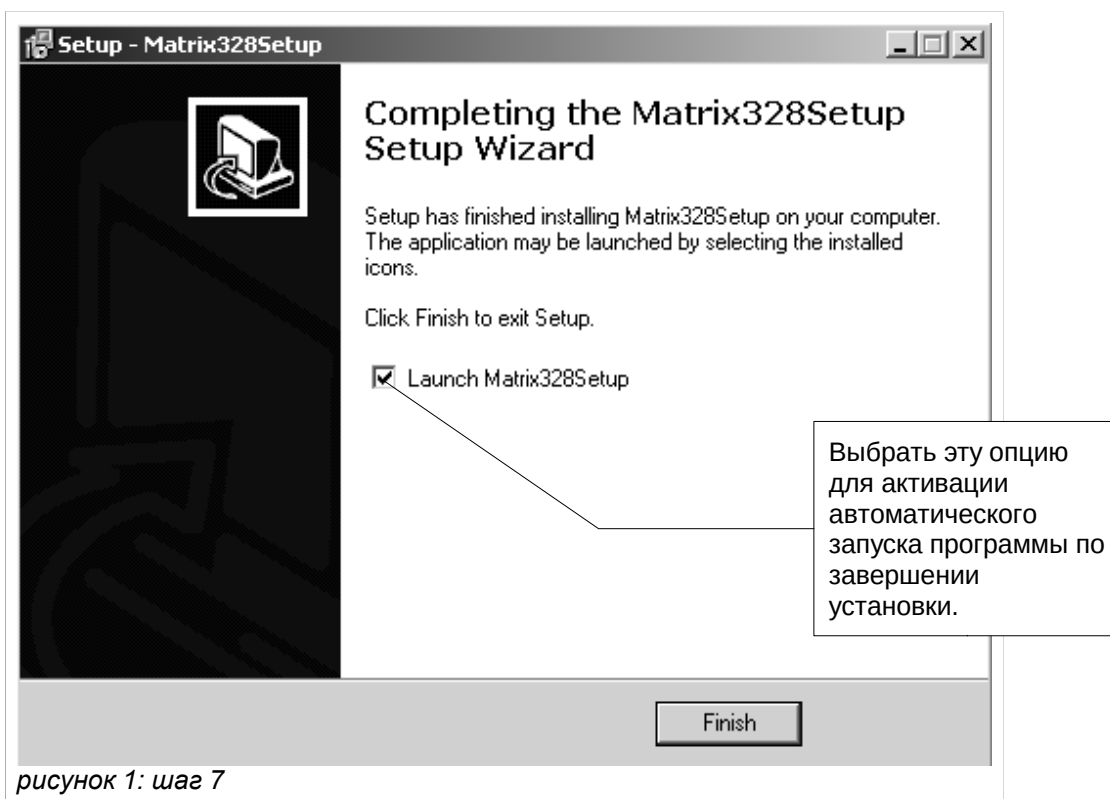 Setup - Matrix328Setup
Completing the Matrix328Setup
Setup Wizard
Setup has finished installing Matrix328Setup on your computer.
The application may be launched by selecting the installed
icons.
Click Finish to exit Setup.
Launch Matrix328Setup
Выбрать эту опцию
для активации
автоматического
запуска программы по
завершении
установки.
Finish
рисунок 1: шаг 7